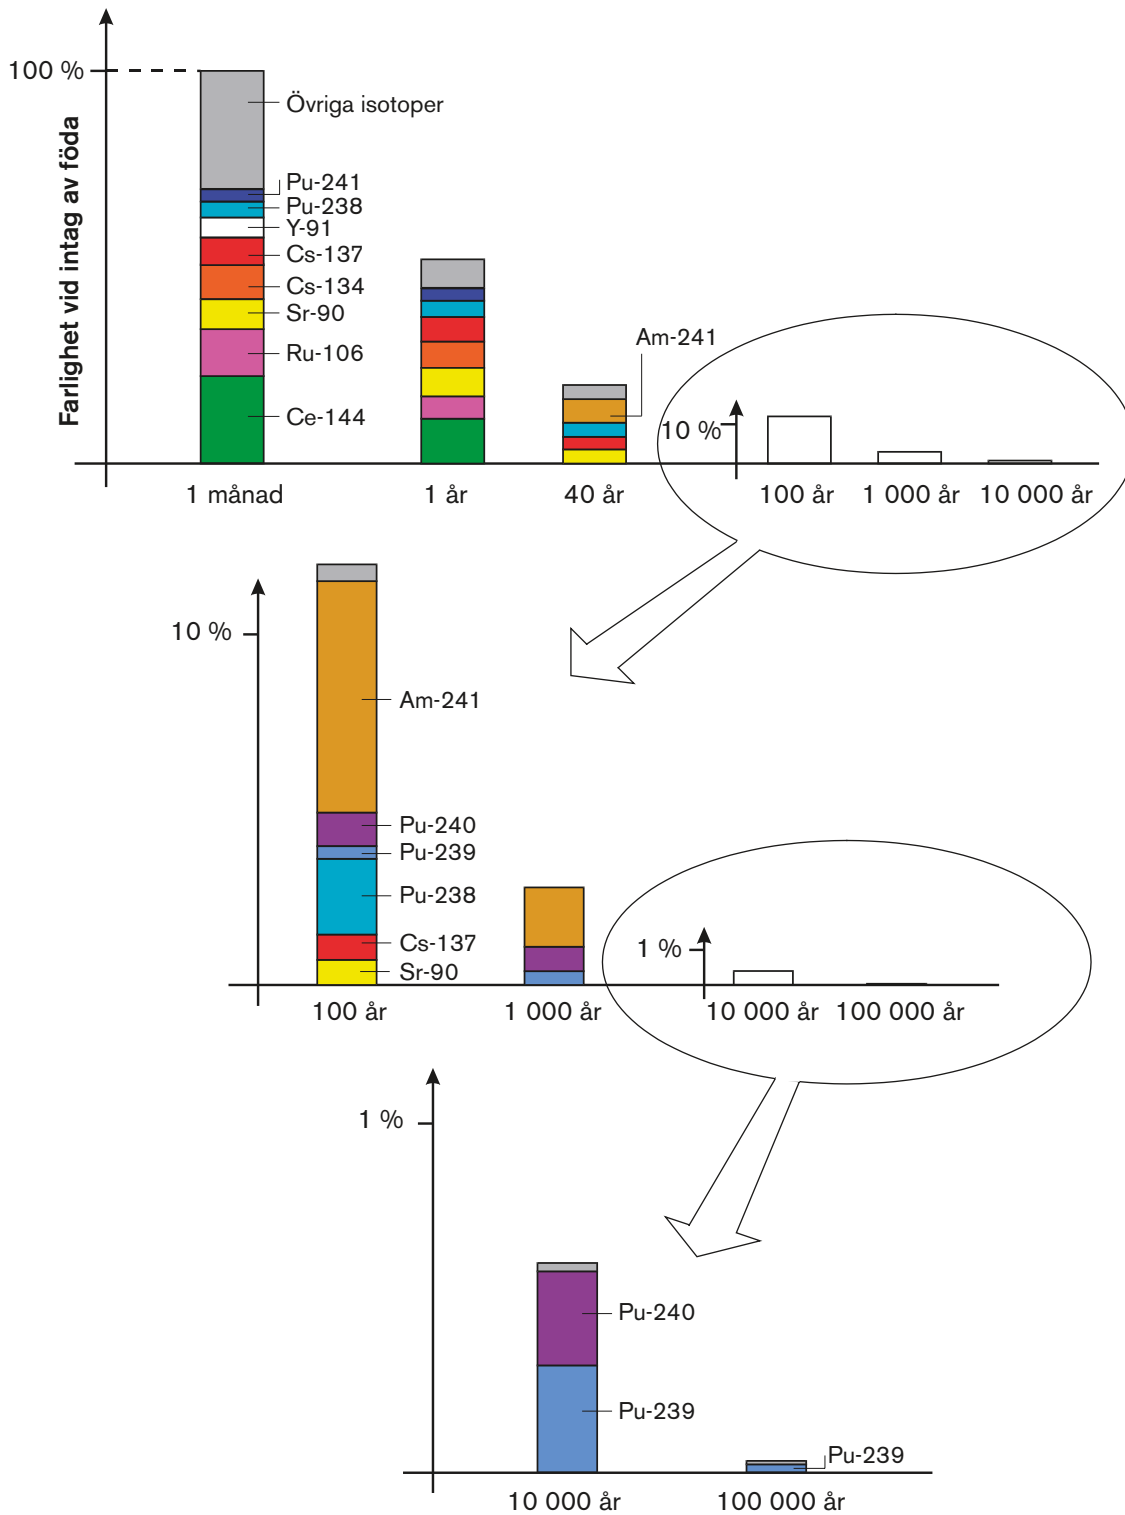 100 %
Farlighet vid intag av föda
Övriga isotoper
Pu-241
Pu-238
Y-91
Cs-137
Cs-134
Sr-90
Ru-106
Ce-144
Am-241
10 %
1 månad
1 år
40 år
100 år
1 000 år
10 000 år
10 %
Am-241
Pu-240
Pu-239
Pu-238
Cs-137
Sr-90
1 %
100 år
1 000 år
10 000 år
100 000 år
1 %
Pu-240
Pu-239
Pu-239
10 000 år
100 000 år